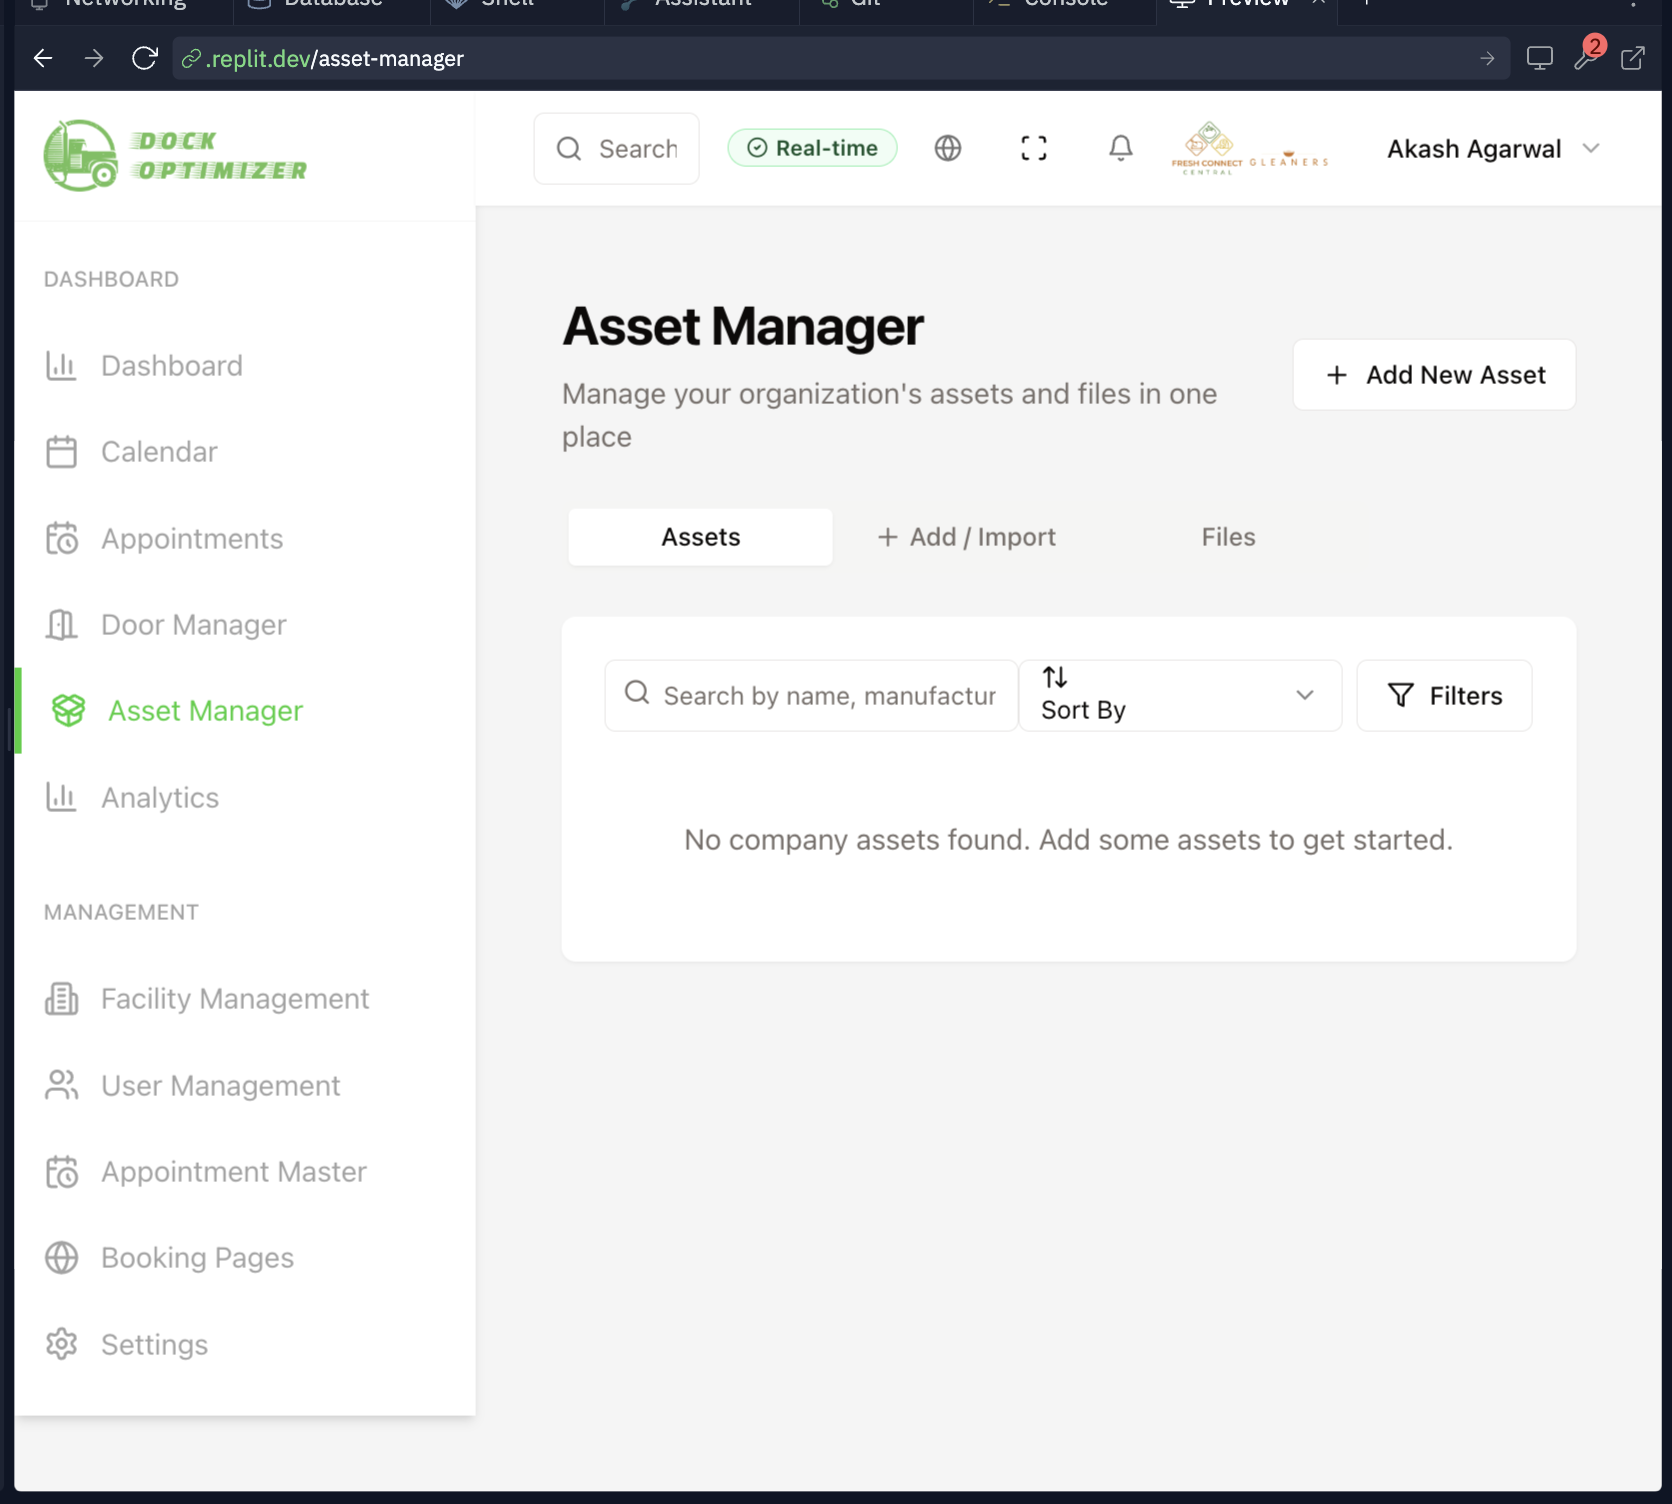 Networking
Database
Shell
Assistant
Git
Console
Preview
.replit.dev/asset-manager
2
DOCK
OPTIMIZER
Search
Real-time
FRESH CONNECT
CENTRAL
GLEANERS
Akash Agarwal
DASHBOARD
Dashboard
Calendar
Appointments
Door Manager
Asset Manager
Analytics
MANAGEMENT
Facility Management
User Management
Appointment Master
Booking Pages
Settings
Asset Manager
Manage your organization's assets and files in one
place
Add New Asset
Assets
Add / Import
Files
Search by name, manufactur
Sort By
Filters
No company assets found. Add some assets to get started.